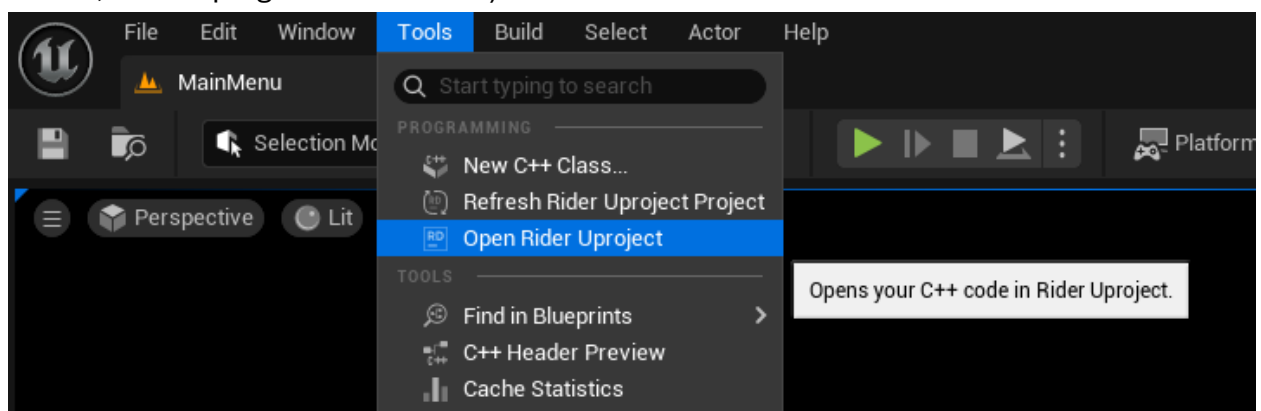 File Edit Window Tools Build Select Actor Help
MainMenu
Start typing to search
PROGRAMMING
Selection Mo
Platform
New C++ Class...
Refresh Rider Uproject Project
Perspective Lit
Open Rider Uproject
TOOLS
Opens your C++ code in Rider Uproject.
Find in Blueprints
C++ Header Preview
Cache Statistics